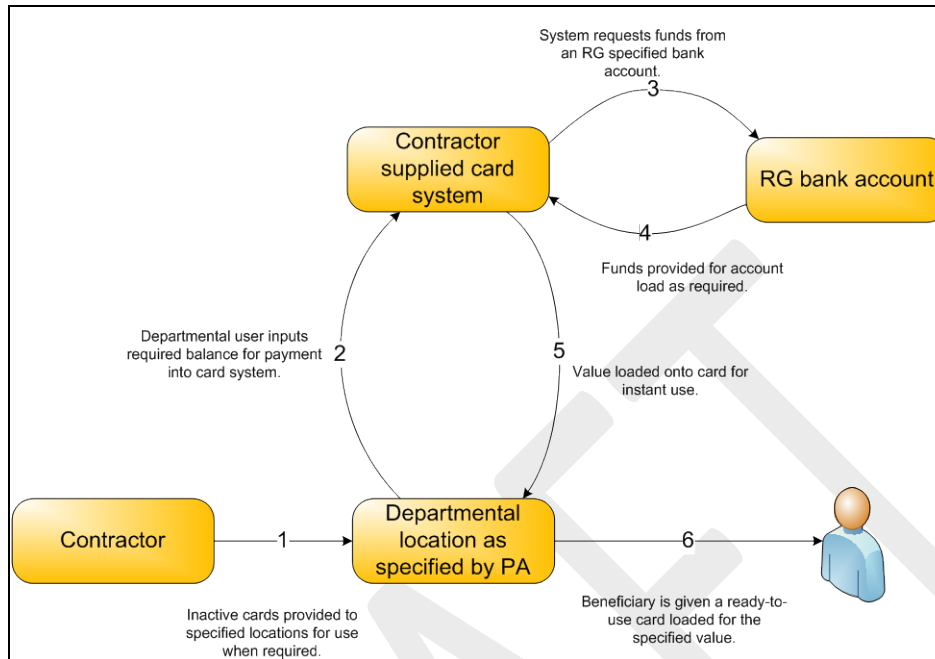 System requests funds from
an RG specified bank
account.
3
Contractor
supplied card
system
RG bank account
4
Funds provided for account
load as required.
Departmental user inputs
required balance for payment
into card system.
2
5
Value loaded onto card for
instant use.
Contractor
1
Departmental
location as
specified by PA
6
Inactive cards provided to
specified locations for use
when required.
Beneficiary is given a ready-to-
use card loaded for the
specified value.